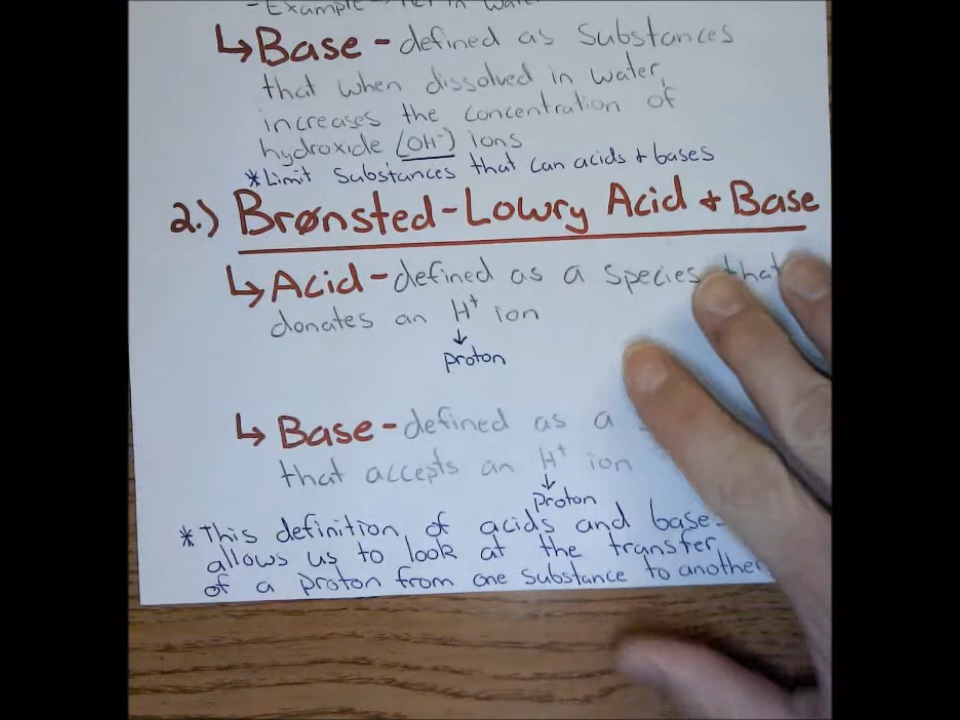 - Example
↳ Base - defined as substances
that when dissolved in water,
increases the concentration of
hydroxide (OH⁻) ions
*Limit substances that can acids + bases
2.) Brønsted-Lowry Acid + Base
↳ Acid - defined as a species that
donates an H⁺ ion
↓
proton
↳ Base - defined as a
that accepts an H⁺ ion
↓
proton
*This definition of acids and base
allows us to look at the transfer
of a proton from one substance to another